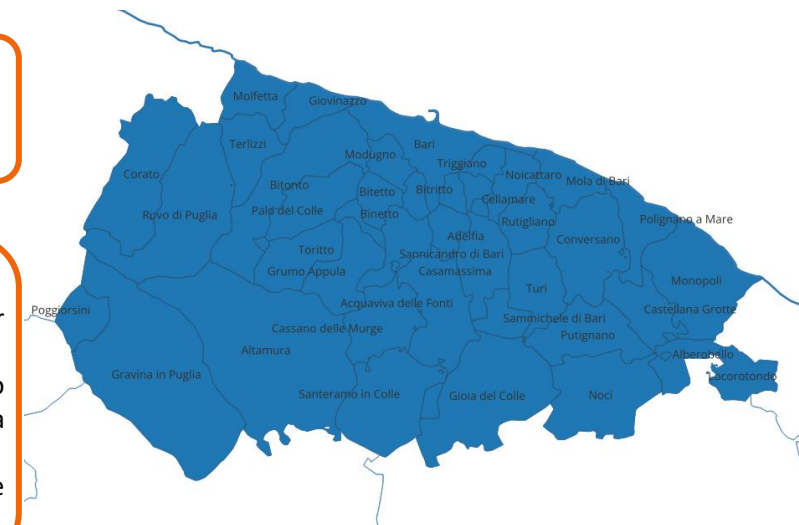 Molfetta
Giovinazzo
Terlizzi
Bari
Modugno
Triggiano
Corato
Noicattaro
Mola di Bari
Bitonto
Bitetto
Bitritto
Cellamare
Ruvo di Puglia
Palo del Colle
Binetto
Rutigliano
Polignano a Mare
Adelfia
Conversano
Toritto
Sannicandro di Bari
Grumo Appula
Casamassima
Monopoli
Turi
Poggiorsini
Acquaviva delle Fonti
Castellana Grotte
r
Sammichele di Bari
Cassano delle Murge
Putignano
Altamura
Alberobello
Gravina in Puglia
Locorotondo
o
Santeramo in Colle
Gioia del Colle
Noci
a
e